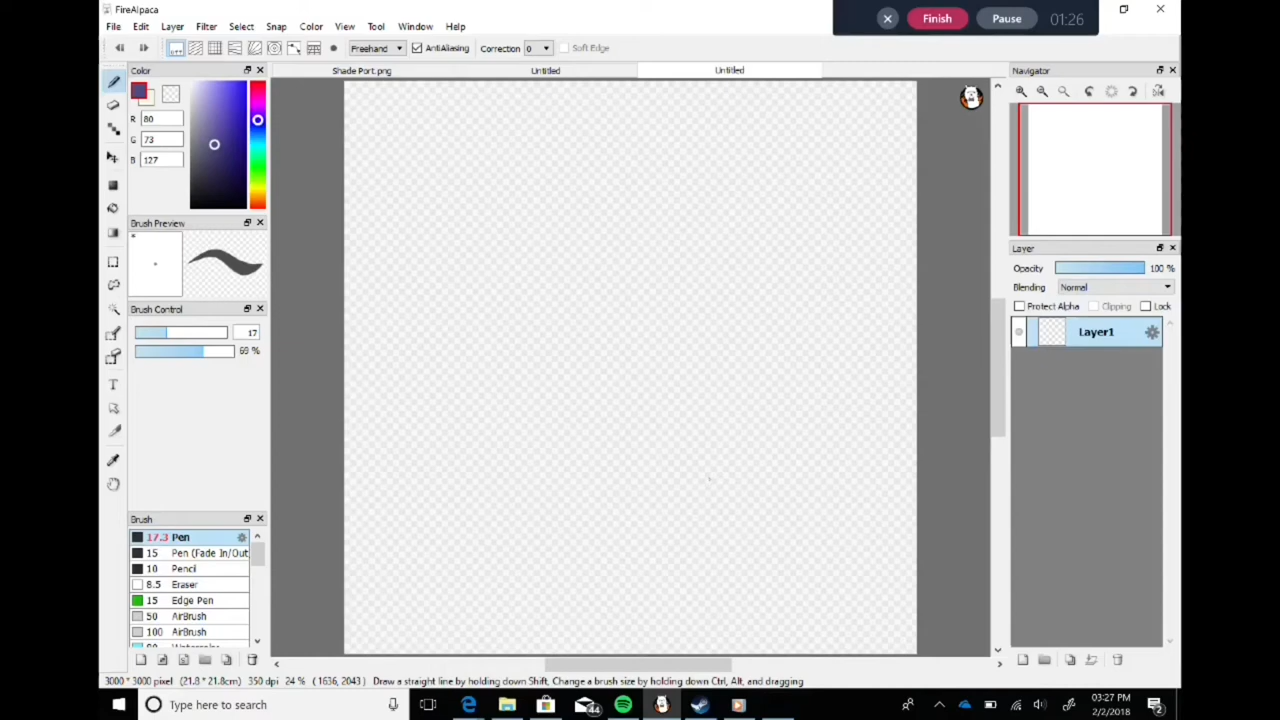 FireAlpaca
Finish
Pause
01:26
File Edit Layer Filter Select Snap Color View Tool Window Help
Freehand
AntiAliasing
Correction 0
Soft Edge
Color
Shade Port.png
Untitled
Untitled
Navigator
R 80
G 73
B 127
Brush Preview
Layer
Opacity 100 %
Blending Normal
Protect Alpha Clipping Lock
Layer1
Brush Control
17
69 %
T
Brush
17.3 Pen
15 Pen (Fade In/Out
10 Pencil
8.5 Eraser
15 Edge Pen
50 AirBrush
100 AirBrush
3000 * 3000 pixel (21.8 * 21.8cm) 350 dpi 24 % (1636, 2043) Draw a straight line by holding down Shift, Change a brush size by holding down Ctrl, Alt, and dragging
Type here to search
44
03:27 PM
2/2/2018
2